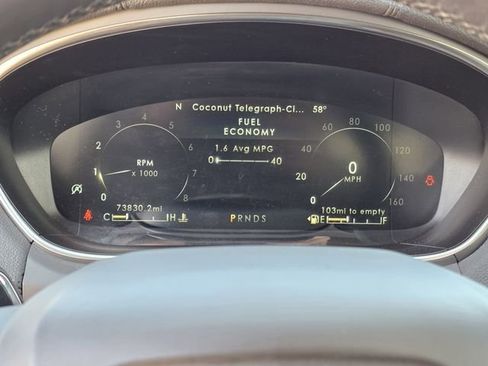 N Coconut Telegraph-Cl... 58°
FUEL
ECONOMY
1.6 Avg MPG
0 40
0 1 2 3 4 5 6 7 8
RPM
x 1000
0 20 40 60 80 100 120 140 160
0
MPH
73830.2mi
C H
PRNDS
103mi to empty
E F